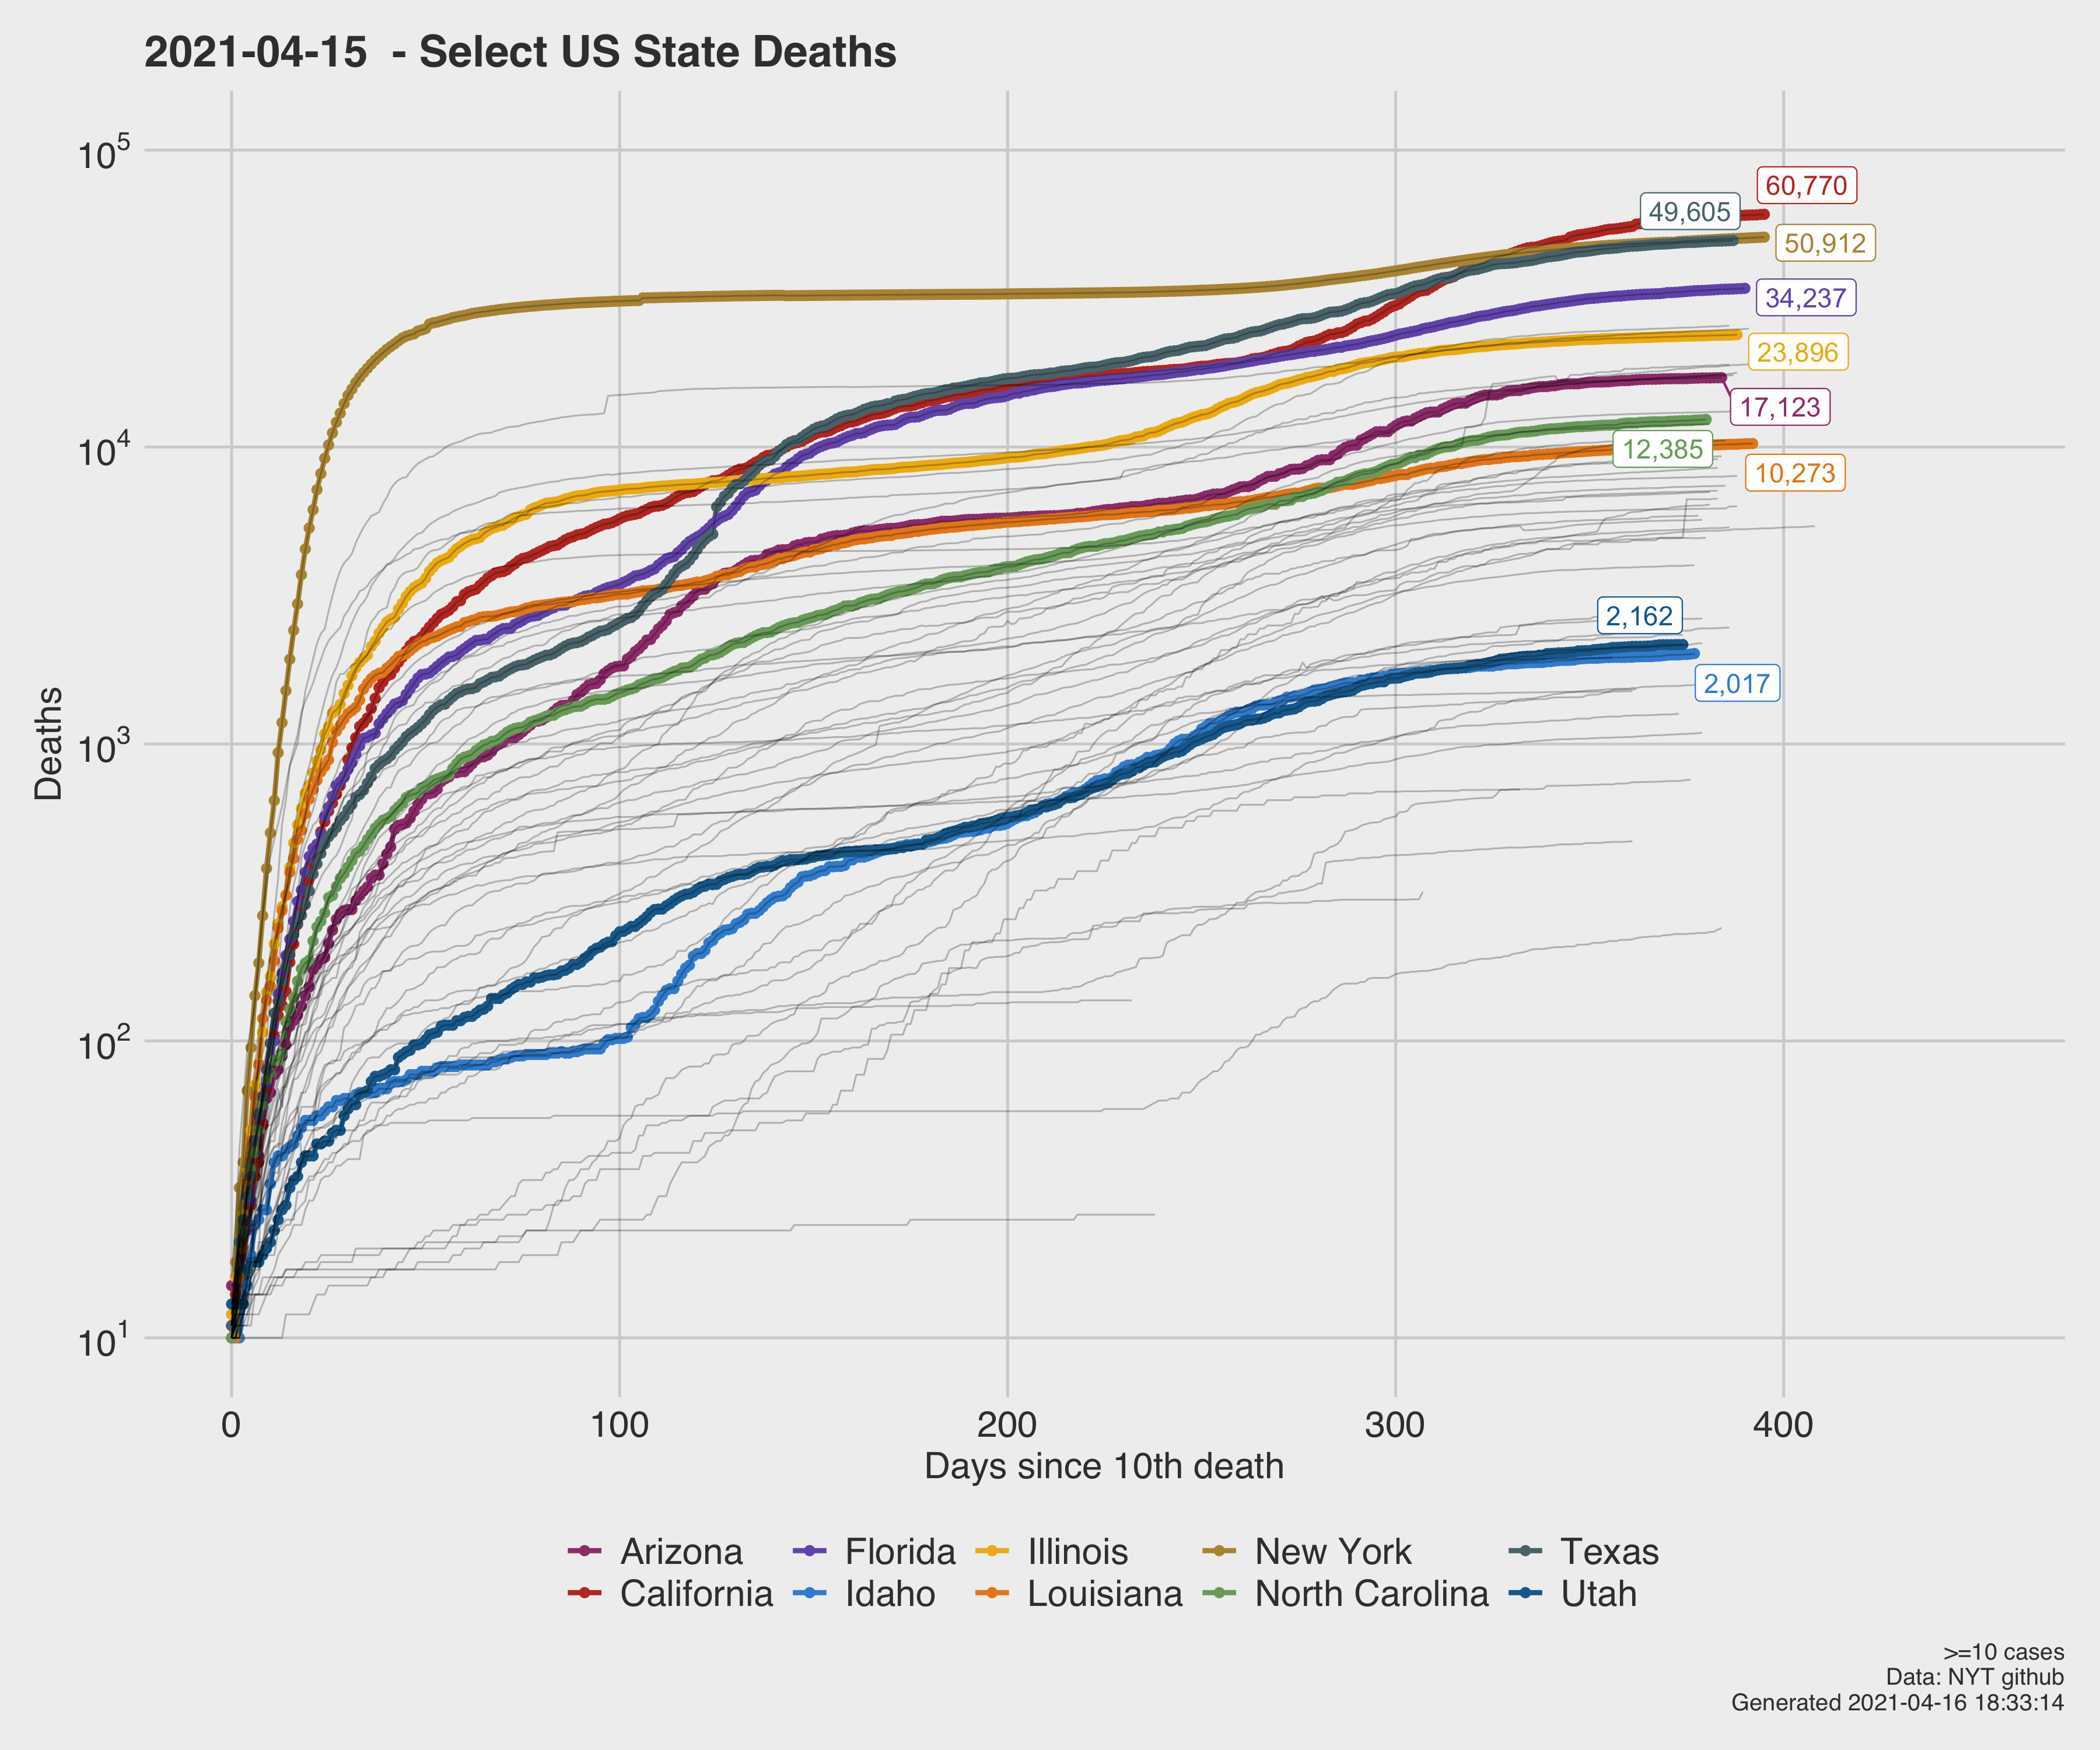 2021-04-15  - Select US State Deaths
10^5
60,770
49,605
50,912
34,237
23,896
17,123
10^4
12,385
10,273
2,162
2,017
Deaths
10^3
10^2
10^1
0 100 200 300 400
Days since 10th death
Arizona Florida Illinois New York Texas
California Idaho Louisiana North Carolina Utah
>=10 cases
Data: NYT github
Generated 2021-04-16 18:33:14